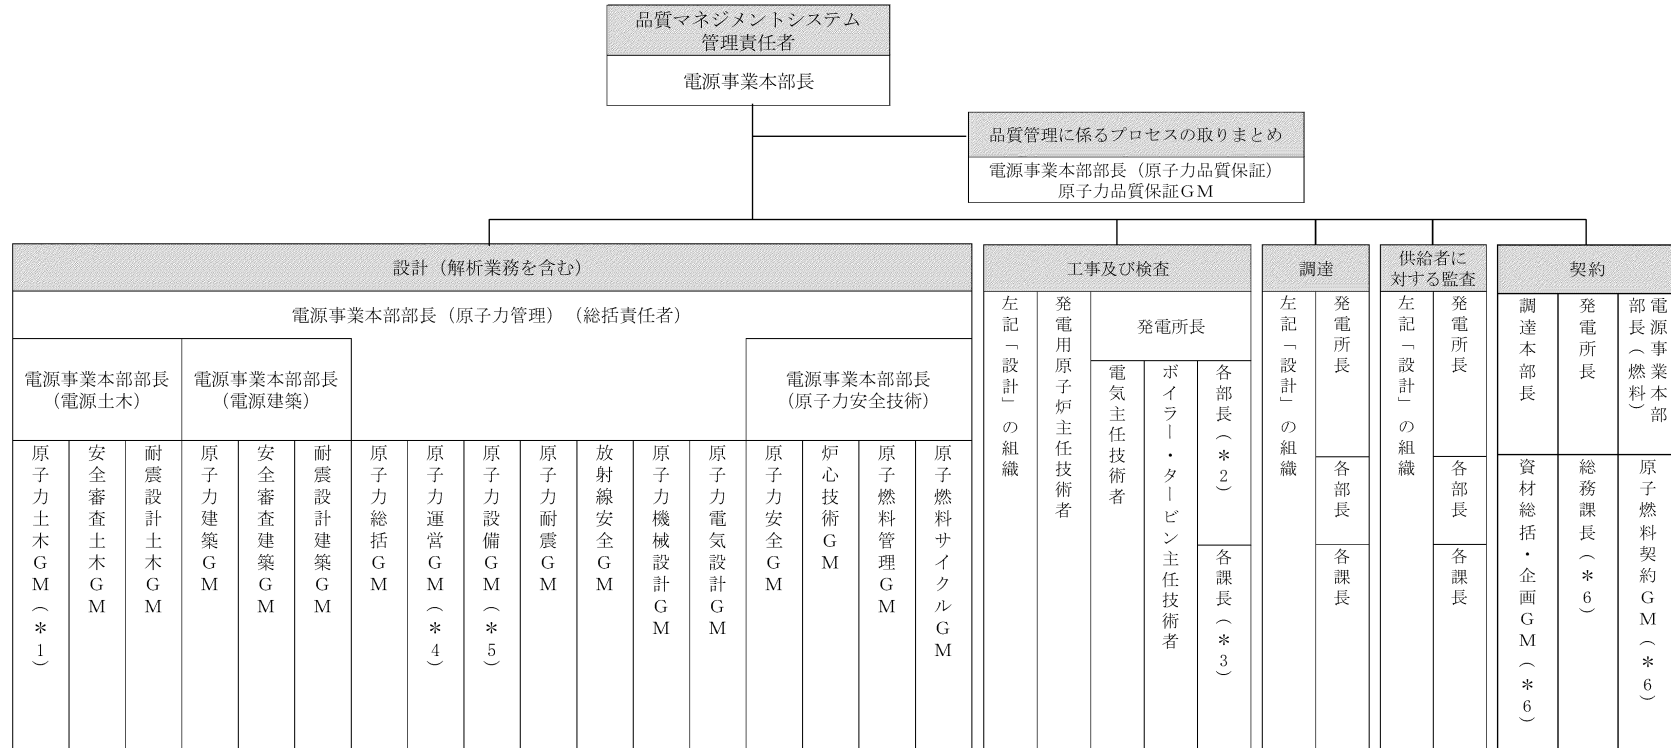 品質マネジメントシステム
管理責任者
電源事業本部長
品質管理に係るプロセスの取りまとめ
電源事業本部部長（原子力品質保証）
原子力品質保証GM
設計（解析業務を含む）
電源事業本部部長（原子力管理）（総括責任者）
電源事業本部部長
（電源土木）
電源事業本部部長
（電源建築）
電源事業本部部長
（原子力安全技術）
原子力土木GM（＊1）
安全審査土木GM
耐震設計土木GM
原子力建築GM
安全審査建築GM
耐震設計建築GM
原子力総括GM
原子力運営GM（＊4）
原子力設備GM（＊5）
原子力耐震GM
放射線安全GM
原子力機械設計GM
原子力電気設計GM
原子力安全GM
炉心技術GM
原子燃料管理GM
原子燃料サイクルGM
工事及び検査
左記「設計」の組織
発電用原子炉主任技術者
発電所長
電気主任技術者
ボイラー・タービン主任技術者
各部長（＊2）
各課長（＊3）
調達
左記「設計」の組織
発電所長
各部長
各課長
供給者に
対する監査
左記「設計」の組織
発電所長
各部長
各課長
契約
調達本部長
資材総括・企画GM（＊6）
発電所長
総務課長（＊6）
電源事業本部
部長（燃料）
原子燃料契約GM（＊6）